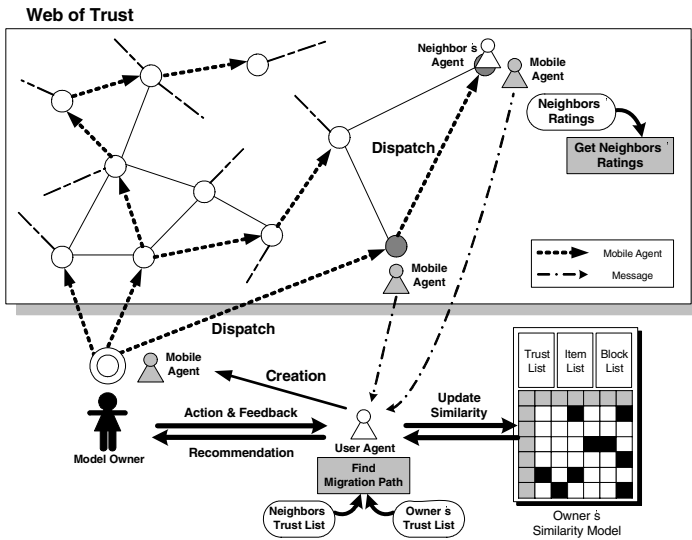 Web of Trust
Neighbor's
Agent
Mobile
Agent
Neighbors'
Ratings
Get Neighbors'
Ratings
Dispatch
Mobile Agent
Message
Mobile
Agent
Dispatch
Mobile
Agent
Creation
Trust
List
Item
List
Block
List
Action & Feedback
Update
Similarity
User Agent
Model Owner
Recommendation
Find
Migration Path
Neighbors
Trust List
Owner's
Trust List
Owner's
Similarity Model